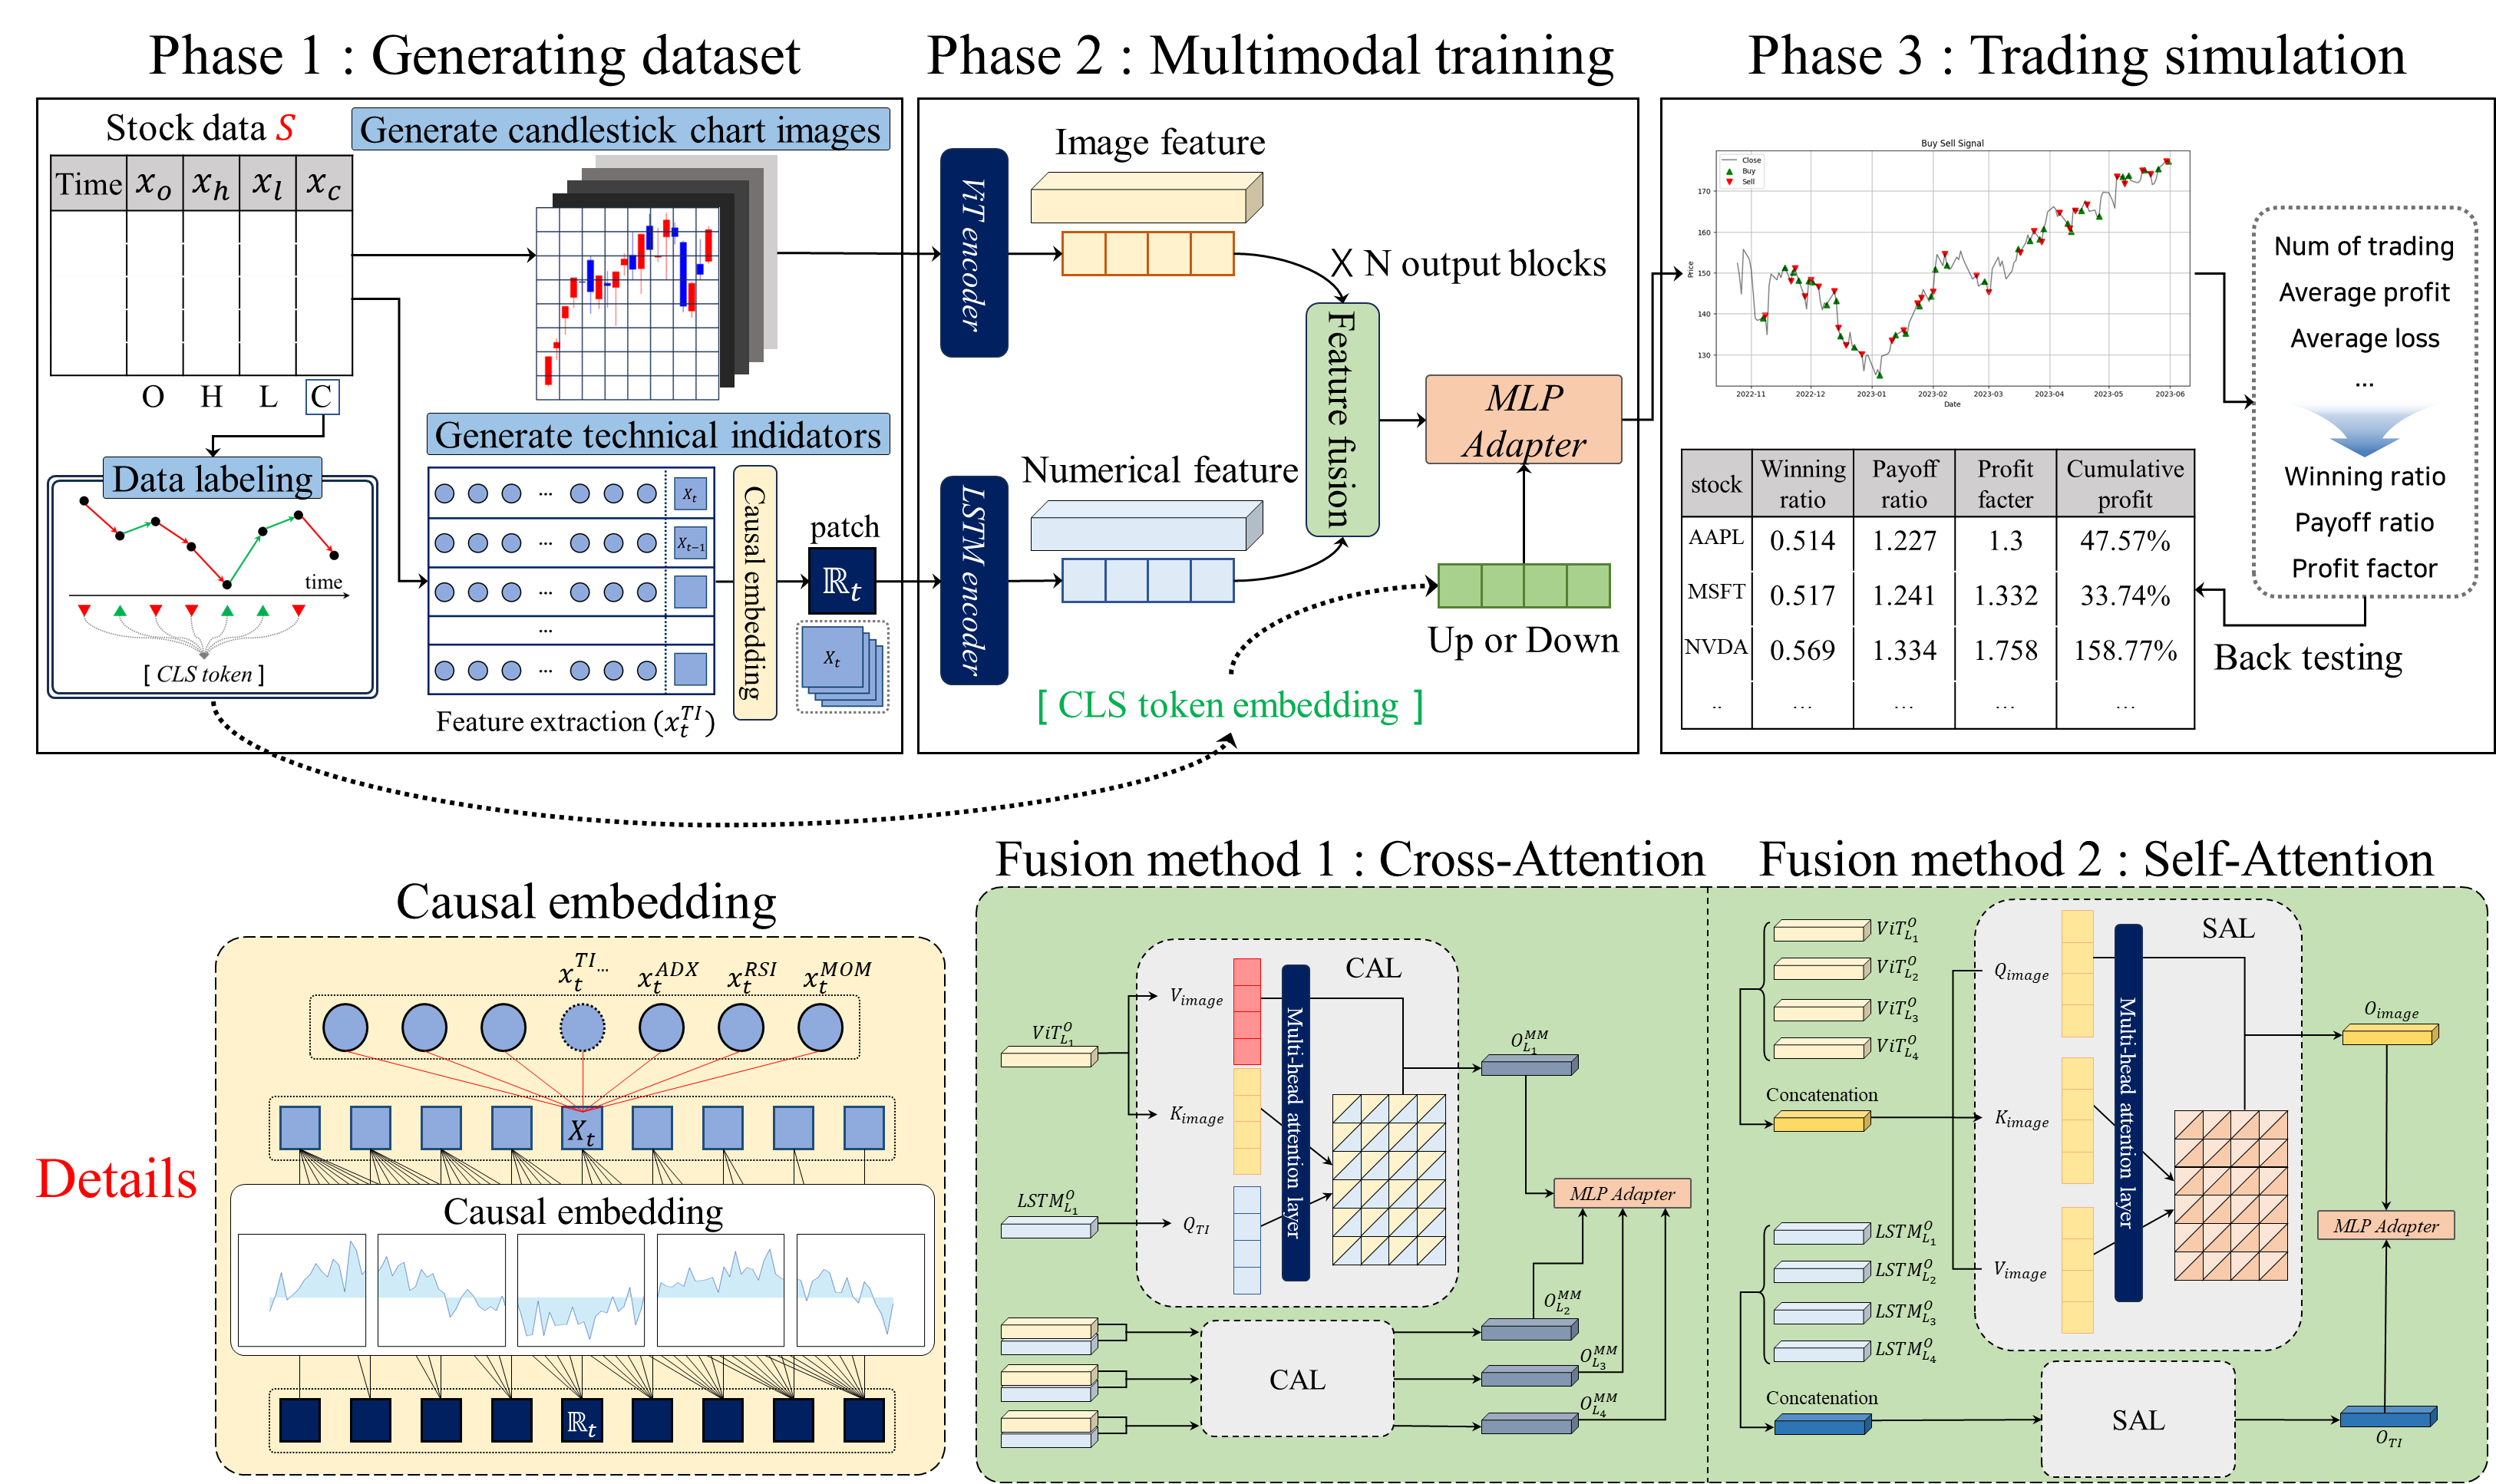 Phase 1 : Generating dataset
Stock data S
Time x_o x_h x_l x_c
O H L C
Generate candlestick chart images
Data labeling
time
[ CLS token ]
Generate technical indidators
... X_t
... X_{t-1}
...
...
...
Feature extraction (x_t^{TI})
Causal embedding
patch
ℝ_t
X_t
Phase 2 : Multimodal training
ViT encoder
Image feature
X N output blocks
Feature fusion
MLP
Adapter
LSTM encoder
Numerical feature
Up or Down
[ CLS token embedding ]
Phase 3 : Trading simulation
Buy Sell Signal
Close
Buy
Sell
Price
170
160
150
140
130
2022-11 2022-12 2023-01 2023-02 2023-03 2023-04 2023-05 2023-06
Date
Num of trading
Average profit
Average loss
...
Winning ratio
Payoff ratio
Profit factor
Back testing
stock Winning ratio Payoff ratio Profit facter Cumulative profit
AAPL 0.514 1.227 1.3 47.57%
MSFT 0.517 1.241 1.332 33.74%
NVDA 0.569 1.334 1.758 158.77%
.. ... ... ... ...
Details
Causal embedding
x_t^{TI...} x_t^{ADX} x_t^{RSI} x_t^{MOM}
X_t
Causal embedding
ℝ_t
Fusion method 1 : Cross-Attention
CAL
ViT_{L_1}^O
V_{image}
K_{image}
LSTM_{L_1}^O
Q_{TI}
Multi-head attention layer
O_{L_1}^{MM}
MLP Adapter
O_{L_2}^{MM}
O_{L_3}^{MM}
O_{L_4}^{MM}
CAL
Fusion method 2 : Self-Attention
SAL
ViT_{L_1}^O
ViT_{L_2}^O
ViT_{L_3}^O
ViT_{L_4}^O
Concatenation
Q_{image}
K_{image}
V_{image}
Multi-head attention layer
O_{image}
MLP Adapter
LSTM_{L_1}^O
LSTM_{L_2}^O
LSTM_{L_3}^O
LSTM_{L_4}^O
Concatenation
SAL
O_{TI}